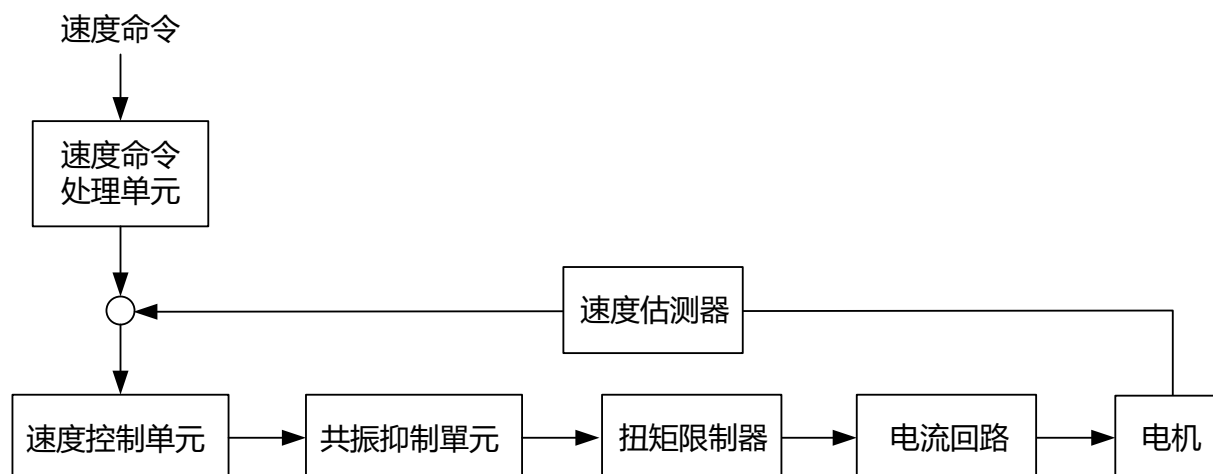 速度命令
速度命令
处理单元
速度估测器
速度控制单元
共振抑制單元
扭矩限制器
电流回路
电机